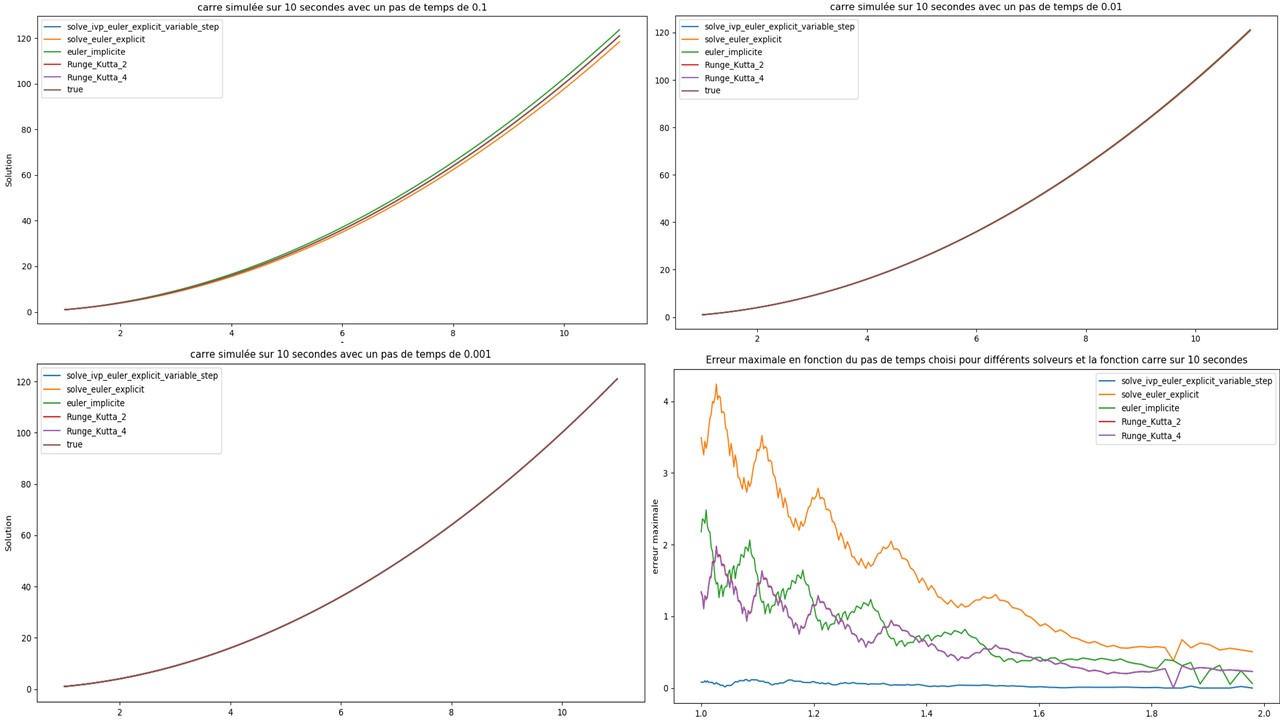 carre simulée sur 10 secondes avec un pas de temps de 0.1
solve_ivp_euler_explicit_variable_step
solve_euler_explicit
euler_implicite
Runge_Kutta_2
Runge_Kutta_4
true
Solution
120
100
80
60
40
20
0
2
4
6
8
10
carre simulée sur 10 secondes avec un pas de temps de 0.01
solve_ivp_euler_explicit_variable_step
solve_euler_explicit
euler_implicite
Runge_Kutta_2
Runge_Kutta_4
true
120
100
80
60
40
20
0
2
4
6
8
10
carre simulée sur 10 secondes avec un pas de temps de 0.001
solve_ivp_euler_explicit_variable_step
solve_euler_explicit
euler_implicite
Runge_Kutta_2
Runge_Kutta_4
true
Solution
120
100
80
60
40
20
0
2
4
6
8
10
Erreur maximale en fonction du pas de temps choisi pour différents solveurs et la fonction carre sur 10 secondes
solve_ivp_euler_explicit_variable_step
solve_euler_explicit
euler_implicite
Runge_Kutta_2
Runge_Kutta_4
erreur maximale
4
3
2
1
0
1.0
1.2
1.4
1.6
1.8
2.0